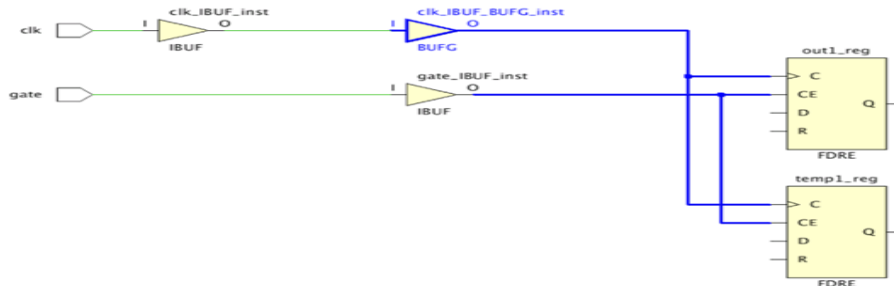 clk_IBUF_inst
clk_IBUF_BUFG_inst
clk
I
O
I
O
IBUF
BUFG
out1_reg
gate_IBUF_inst
C
gate
I
O
CE
Q
IBUF
D
R
FDRE
temp1_reg
C
CE
Q
D
R
FDRE